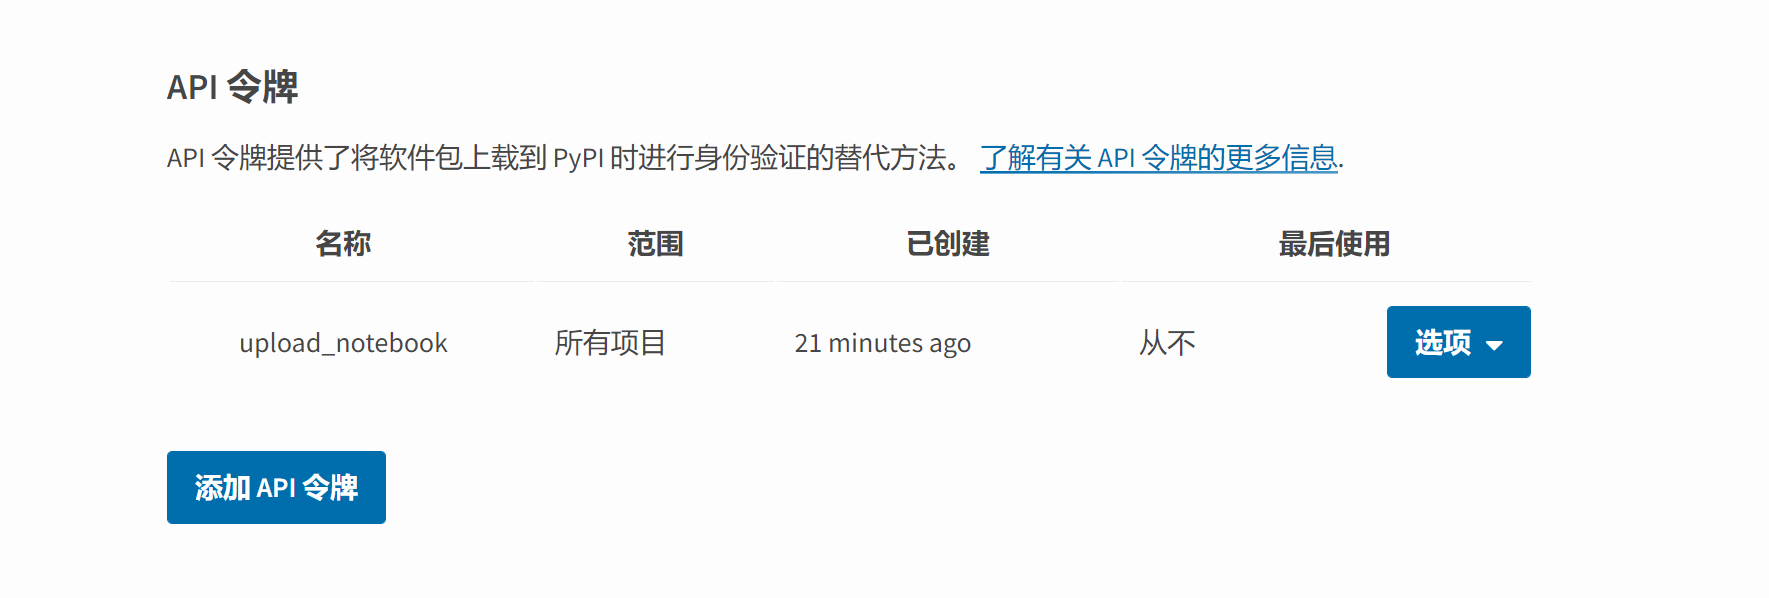 API 令牌
API 令牌提供了将软件包上载到 PyPI 时进行身份验证的替代方法。 了解有关 API 令牌的更多信息.
名称 范围 已创建 最后使用
upload_notebook 所有项目 21 minutes ago 从不 选项
添加 API 令牌